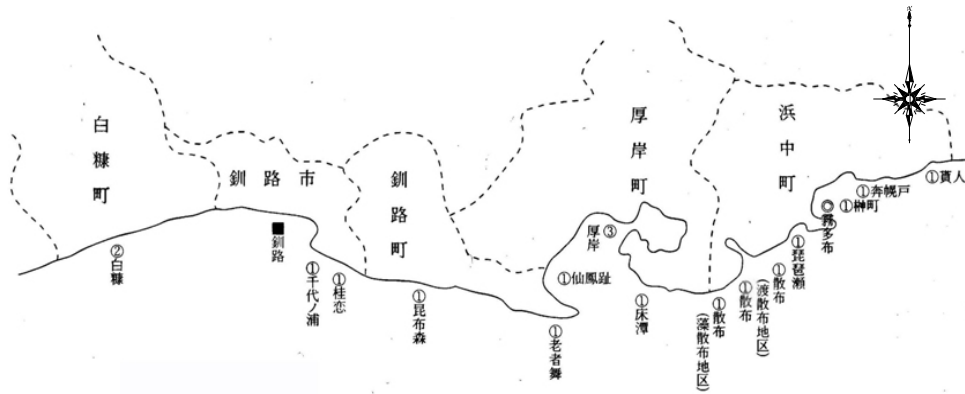 白糠町
釧路市
釧路町
厚岸町
浜中町
②白糠
■釧路
①千代ノ浦
①桂恋
①昆布森
①老者舞
①仙鳳趾
厚岸③
①床潭
①散布
(藻散布地区)
①散布
①散布
(渡散布地区)
①琵琶瀬
◎霧多布
①榊町
①奔幌戸
①貰人